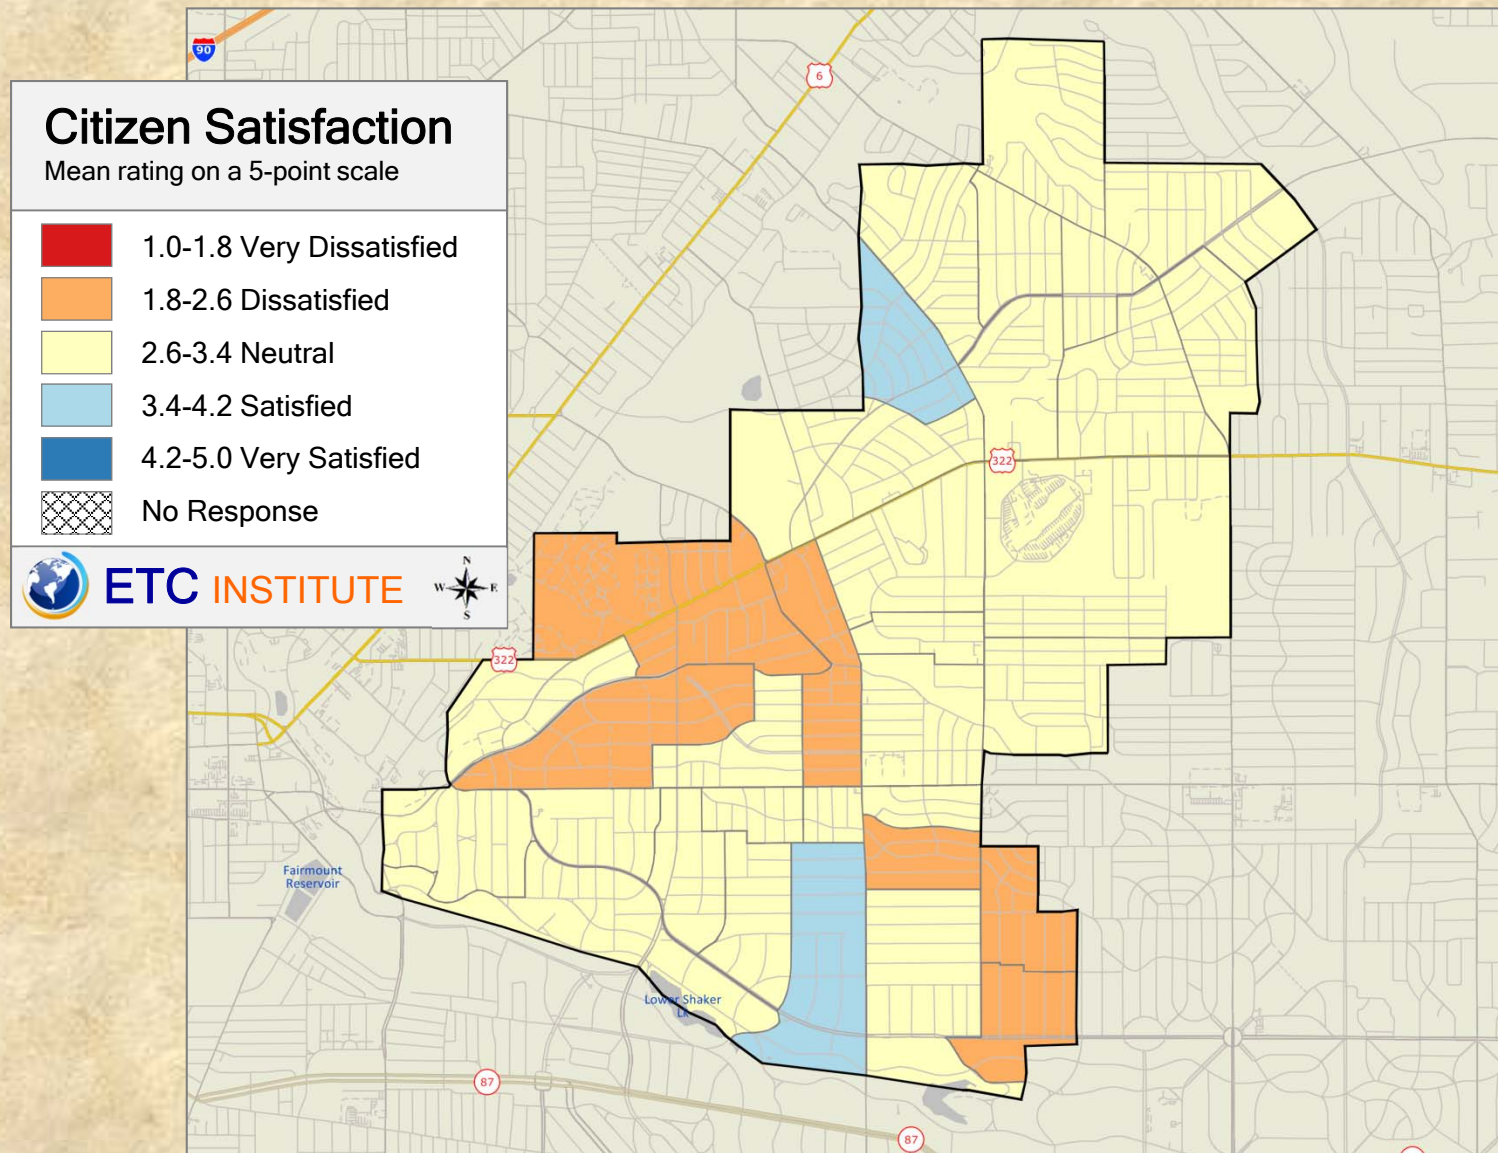 90
6
Citizen Satisfaction
Mean rating on a 5-point scale
1.0-1.8 Very Dissatisfied
1.8-2.6 Dissatisfied
2.6-3.4 Neutral
3.4-4.2 Satisfied
4.2-5.0 Very Satisfied
No Response
ETC INSTITUTE
N
W E
S
322
322
Fairmount
Reservoir
Lower Shaker
Lk
87
87